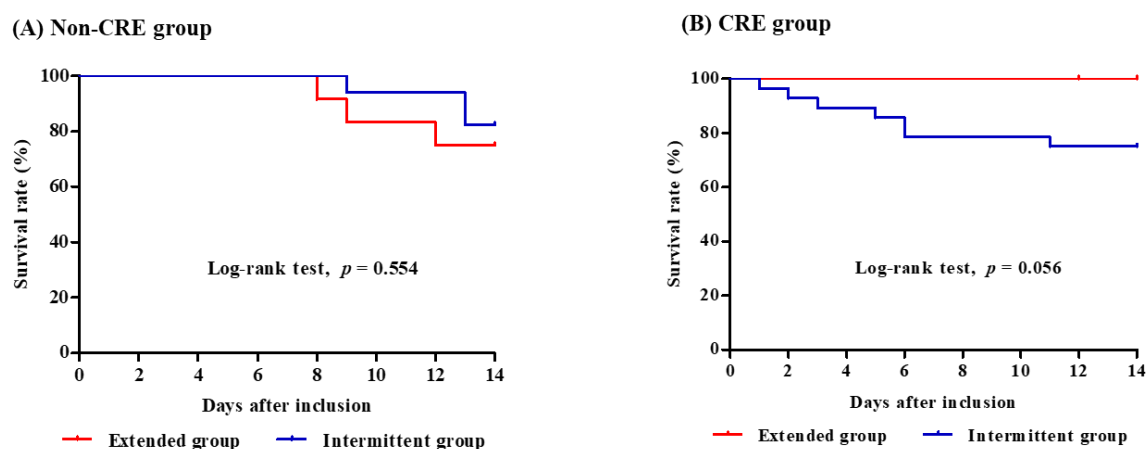 (A) Non-CRE group
100
80
60
40
20
0
Survival rate (%)
Log-rank test, p = 0.554
0 2 4 6 8 10 12 14
Days after inclusion
Extended group Intermittent group
(B) CRE group
100
80
60
40
20
0
Survival rate (%)
Log-rank test, p = 0.056
0 2 4 6 8 10 12 14
Days after inclusion
Extended group Intermittent group